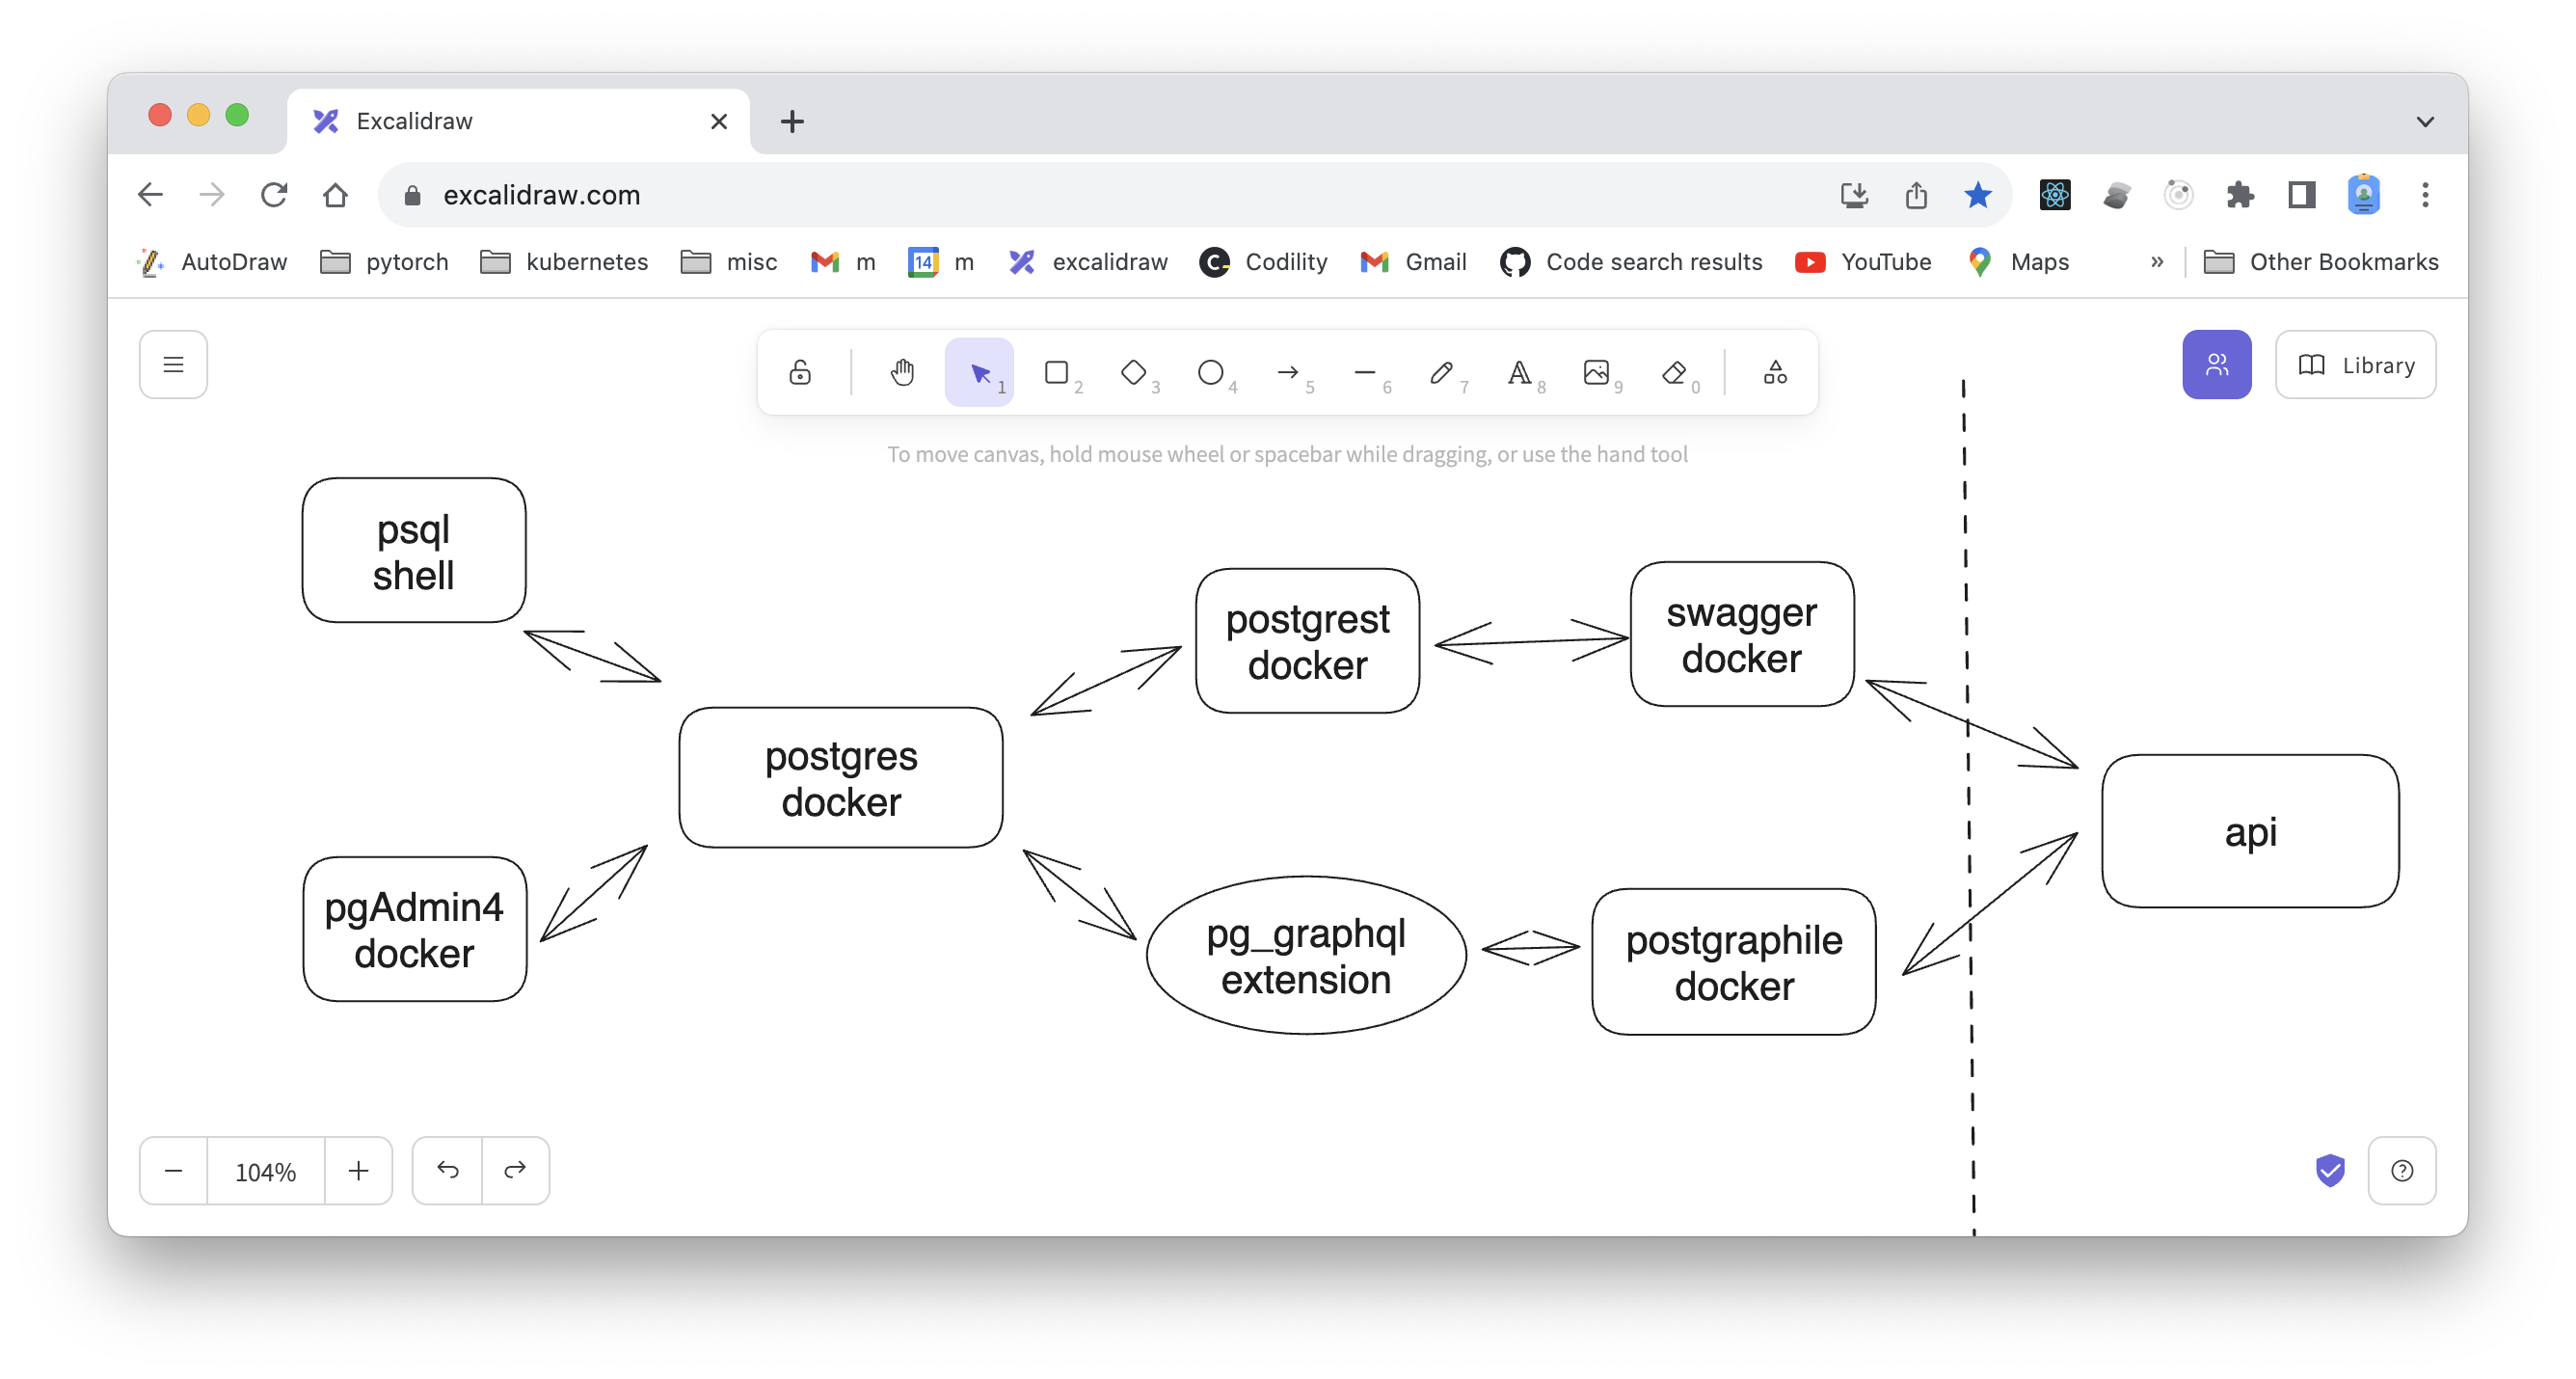 Excalidraw
excalidraw.com
AutoDraw pytorch kubernetes misc m 14 m excalidraw Codility Gmail Code search results YouTube Maps » Other Bookmarks
1 2 3 4 5 6 7 8 9 0
Library
To move canvas, hold mouse wheel or spacebar while dragging, or use the hand tool
psql
shell
postgrest
docker
swagger
docker
postgres
docker
api
pgAdmin4
docker
pg_graphql
extension
postgraphile
docker
104%